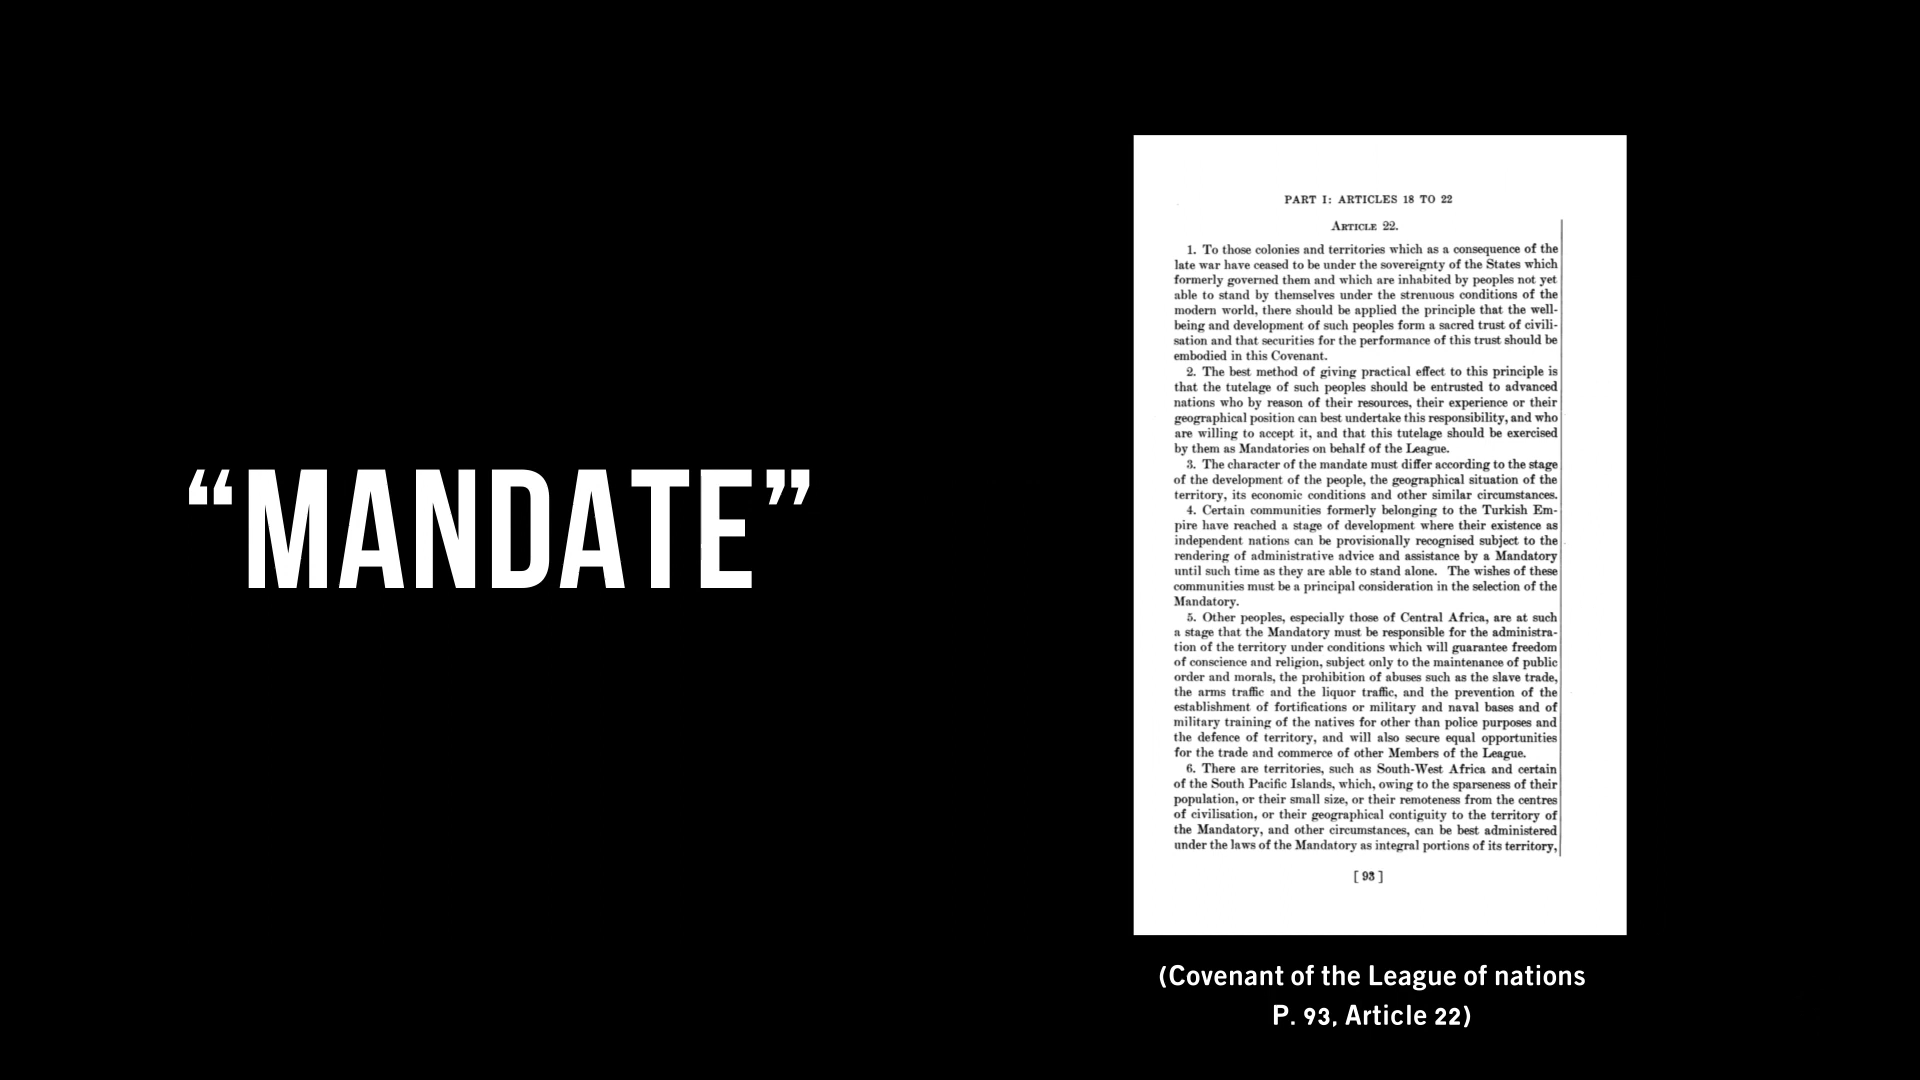 “MANDATE”
PART I: ARTICLES 18 TO 22
ARTICLE 22.
1. To those colonies and territories which as a consequence of the
late war have ceased to be under the sovereignty of the States which
formerly governed them and which are inhabited by peoples not yet
able to stand by themselves under the strenuous conditions of the
modern world, there should be applied the principle that the well-
being and development of such peoples form a sacred trust of civili-
sation and that securities for the performance of this trust should be
embodied in this Covenant.
2. The best method of giving practical effect to this principle is
that the tutelage of such peoples should be entrusted to advanced
nations who by reason of their resources, their experience or their
geographical position can best undertake this responsibility, and who
are willing to accept it, and that this tutelage should be exercised
by them as Mandatories on behalf of the League.
3. The character of the mandate must differ according to the stage
of the development of the people, the geographical situation of the
territory, its economic conditions and other similar circumstances.
4. Certain communities formerly belonging to the Turkish Em-
pire have reached a stage of development where their existence as
independent nations can be provisionally recognised subject to the
rendering of administrative advice and assistance by a Mandatory
until such time as they are able to stand alone. The wishes of these
communities must be a principal consideration in the selection of the
Mandatory.
5. Other peoples, especially those of Central Africa, are at such
a stage that the Mandatory must be responsible for the administra-
tion of the territory under conditions which will guarantee freedom
of conscience and religion, subject only to the maintenance of public
order and morals, the prohibition of abuses such as the slave trade,
the arms traffic and the liquor traffic, and the prevention of the
establishment of fortifications or military and naval bases and of
military training of the natives for other than police purposes and
the defence of territory, and will also secure equal opportunities
for the trade and commerce of other Members of the League.
6. There are territories, such as South-West Africa and certain
of the South Pacific Islands, which, owing to the sparseness of their
population, or their small size, or their remoteness from the centres
of civilisation, or their geographical contiguity to the territory of
the Mandatory, and other circumstances, can be best administered
under the laws of the Mandatory as integral portions of its territory,
[ 93 ]
(Covenant of the League of nations
P. 93, Article 22)